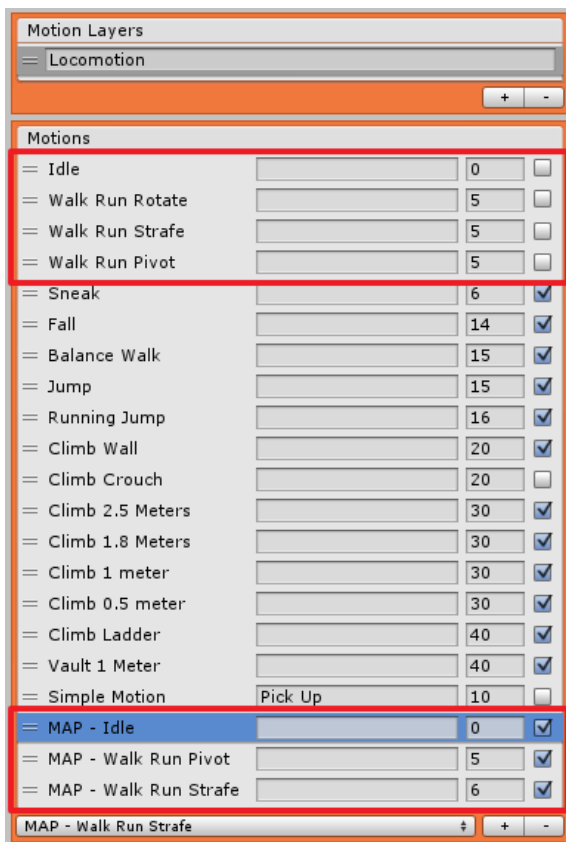 Motion Layers
Locomotion
+ -
Motions
Idle 0
Walk Run Rotate 5
Walk Run Strafe 5
Walk Run Pivot 5
Sneak 6
Fall 14
Balance Walk 15
Jump 15
Running Jump 16
Climb Wall 20
Climb Crouch 20
Climb 2.5 Meters 30
Climb 1.8 Meters 30
Climb 1 meter 30
Climb 0.5 meter 30
Climb Ladder 40
Vault 1 Meter 40
Simple Motion Pick Up 10
MAP - Idle 0
MAP - Walk Run Pivot 5
MAP - Walk Run Strafe 6
MAP - Walk Run Strafe + -